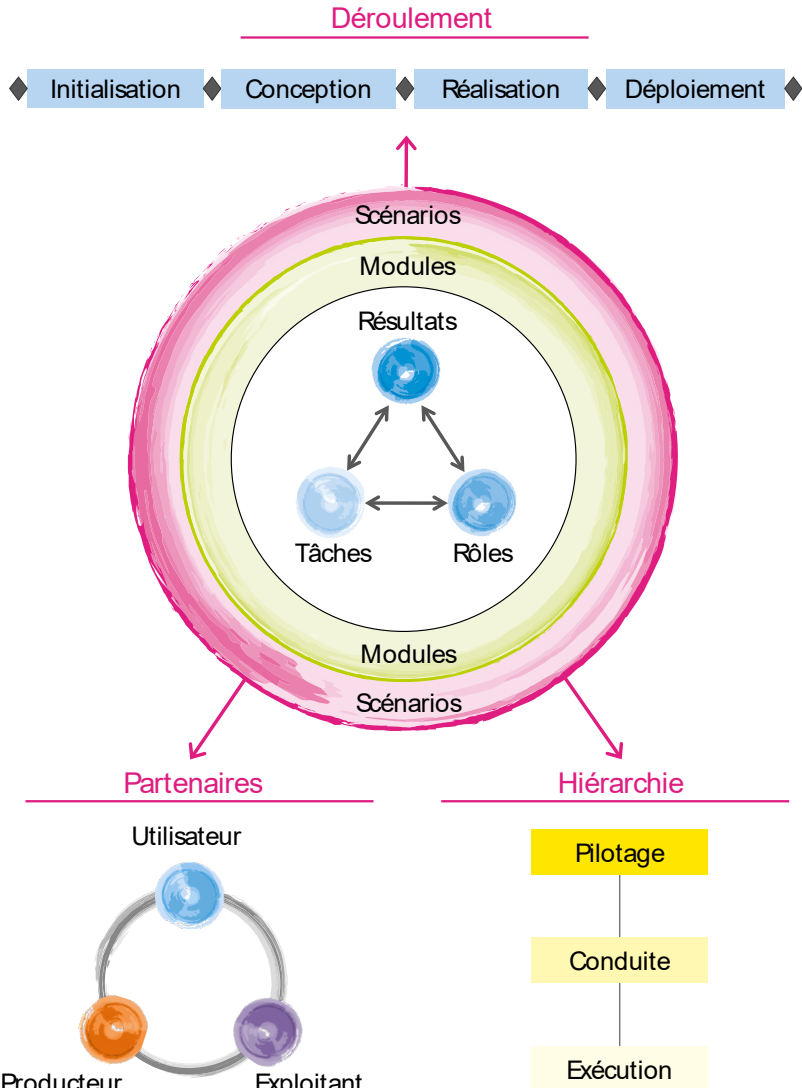 Déroulement
Initialisation
Conception
Réalisation
Déploiement
Scénarios
Modules
Résultats
Tâches
Rôles
Modules
Scénarios
Partenaires
Hiérarchie
Utilisateur
Pilotage
Conduite
Exécution
Producteur
Exploitant